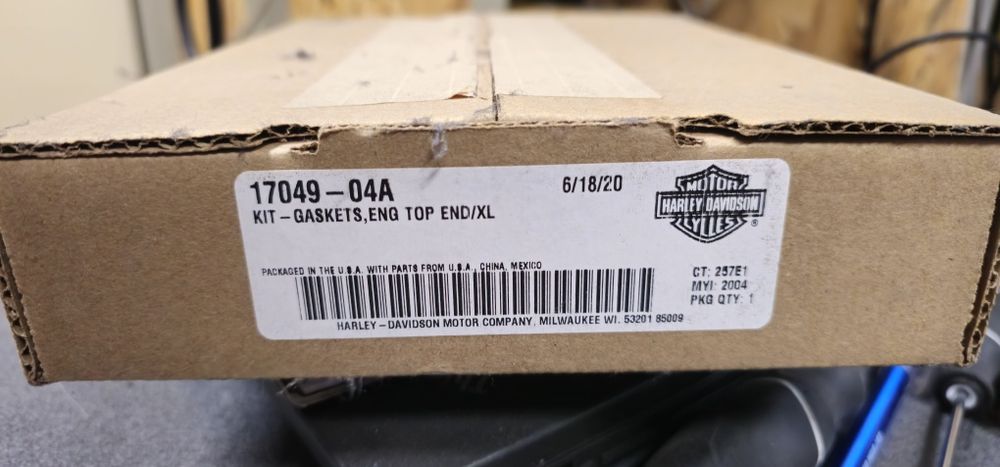 17049-04A
6/18/20
KIT-GASKETS,ENG TOP END/XL
MOTOR
HARLEY-DAVIDSON
CYCLES
®
PACKAGED IN THE U.S.A. WITH PARTS FROM U.S.A., CHINA, MEXICO
CT: 257E1
MYI: 2004
PKG QTY: 1
HARLEY-DAVIDSON MOTOR COMPANY, MILWAUKEE WI. 53201 85009